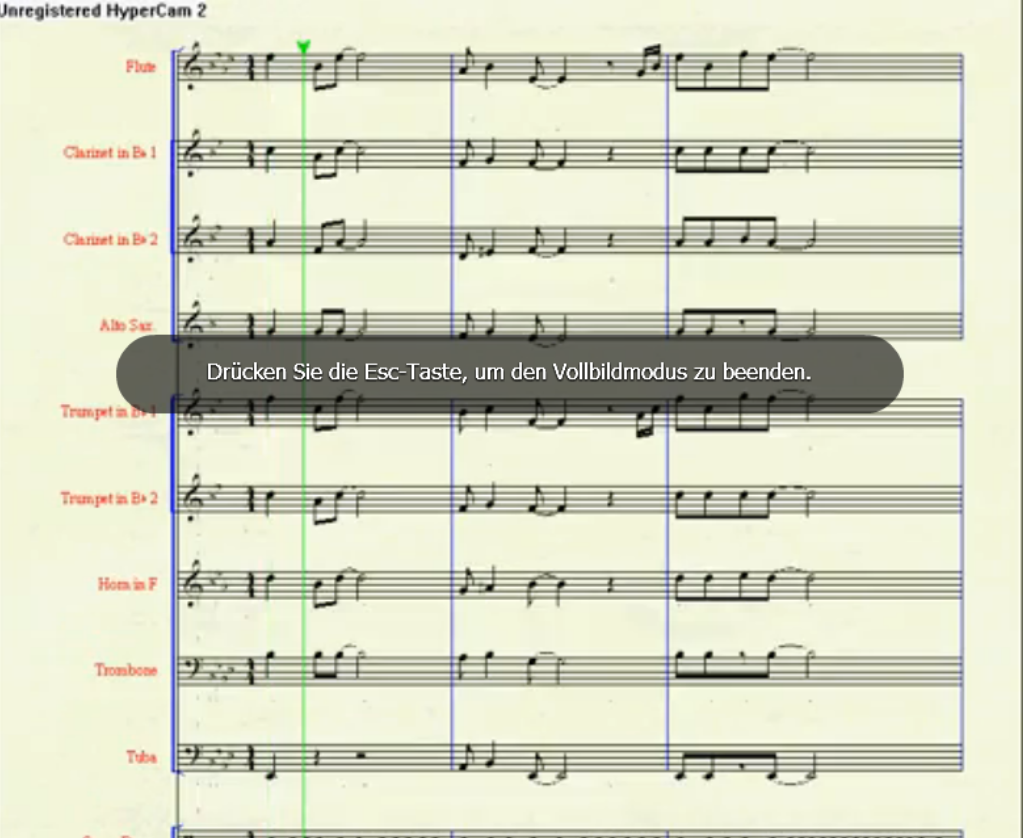 Unregistered HyperCam 2
Flute
Clarinet in B♭ 1
Clarinet in B♭ 2
Alto Sax.
Drücken Sie die Esc-Taste, um den Vollbildmodus zu beenden.
Trumpet in B♭ 1
Trumpet in B♭ 2
Horn in F
Trombone
Tuba